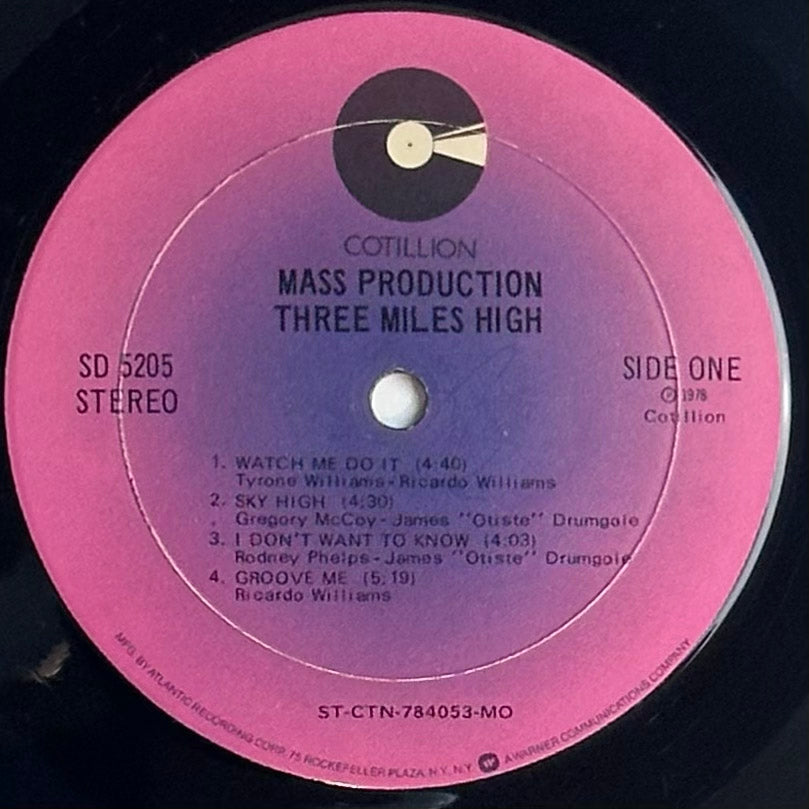 COTILLION
MASS PRODUCTION
THREE MILES HIGH
SD 5205
STEREO
SIDE ONE
Ⓟ 1978
Cotillion
1. WATCH ME DO IT (4:40)
Tyrone Williams-Ricardo Williams
2. SKY HIGH (4:30)
Gregory McCoy-James "Otiste" Drumgole
3. I DON'T WANT TO KNOW (4:03)
Rodney Phelps-James "Otiste" Drumgole
4. GROOVE ME (5:19)
Ricardo Williams
ST-CTN-784053-MO
MFG. BY ATLANTIC RECORDING CORP. 75 ROCKEFELLER PLAZA, N.Y. N.Y. A WARNER COMMUNICATIONS COMPANY